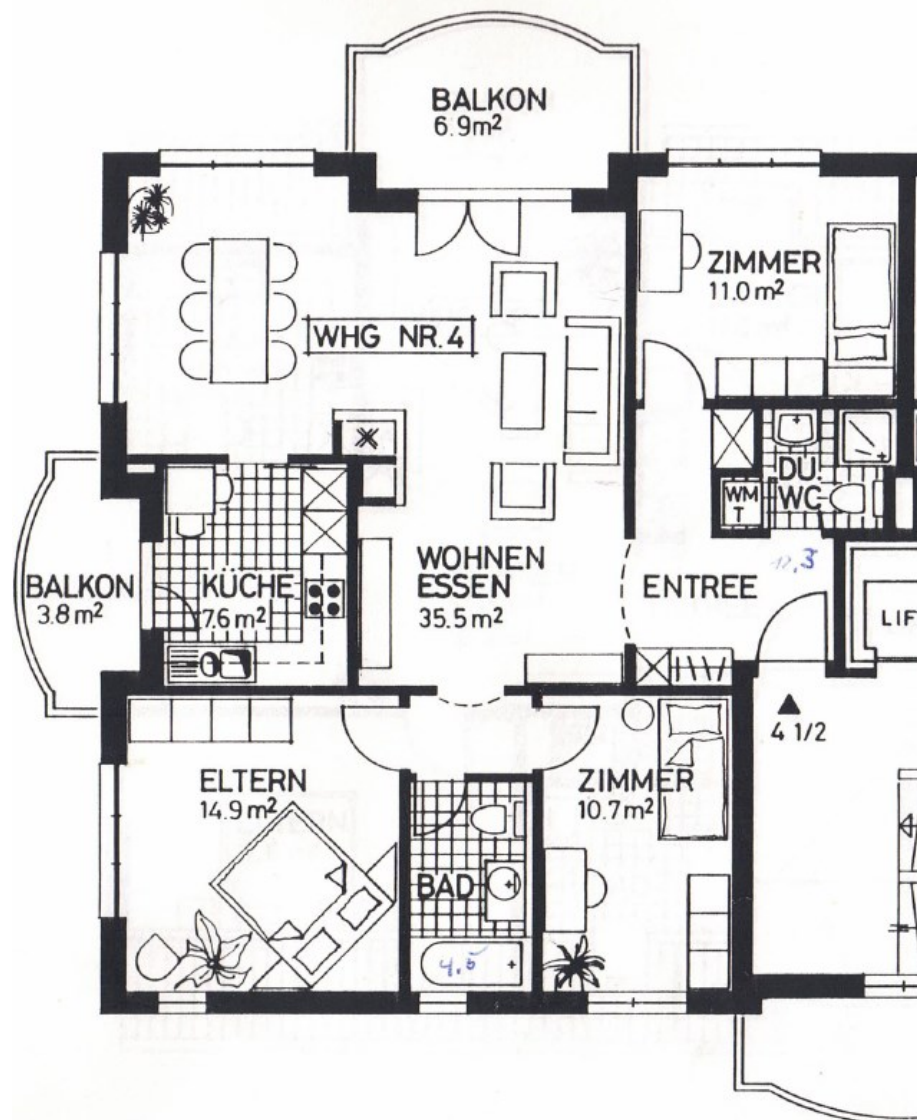 BALKON
6.9m²
ZIMMER
11.0 m²
WHG NR.4
DU.
WC
WM
T
BALKON
3.8 m²
KÜCHE
7.6 m²
WOHNEN
ESSEN
35.5 m²
ENTREE
12,3
LIF
4 1/2
ELTERN
14.9 m²
ZIMMER
10.7m²
BAD
4,5